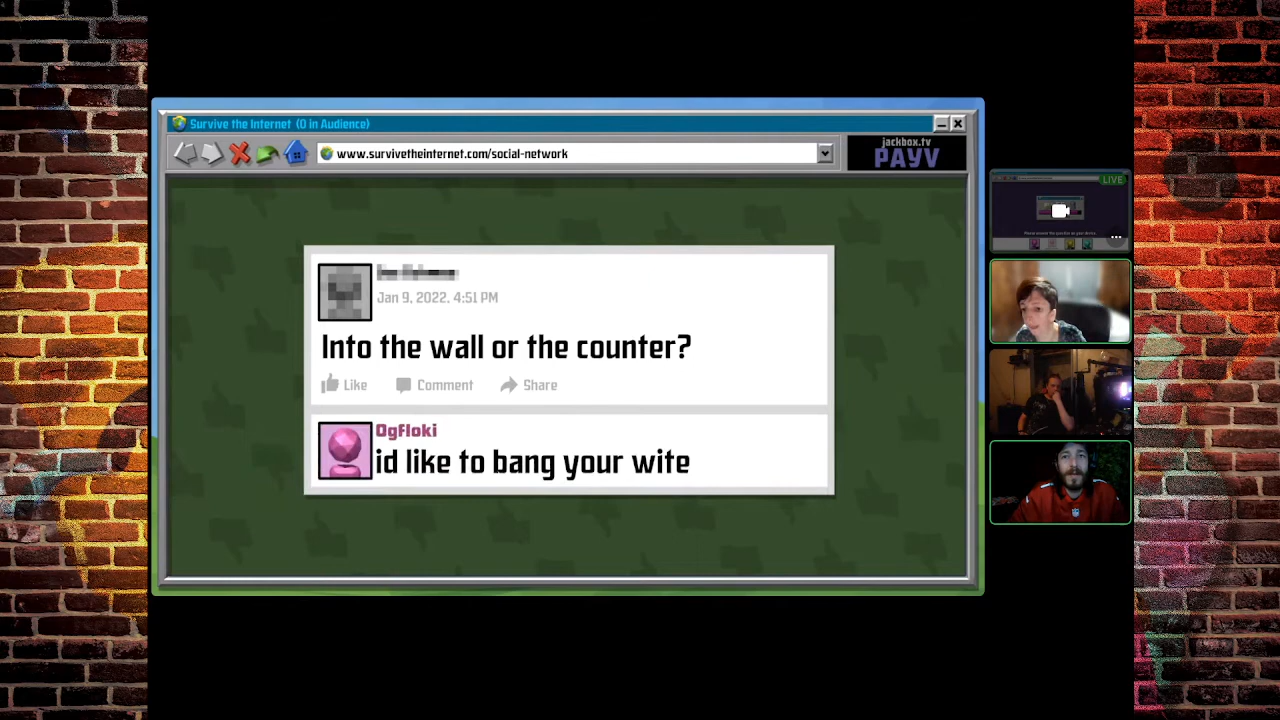 Survive the Internet (0 in Audience)
www.survivetheinternet.com/social-network
jackbox.tv
PAYV
LIVE
Jan 9, 2022, 4:51 PM
Into the wall or the counter?
Like Comment Share
Ogfloki
id like to bang your wite